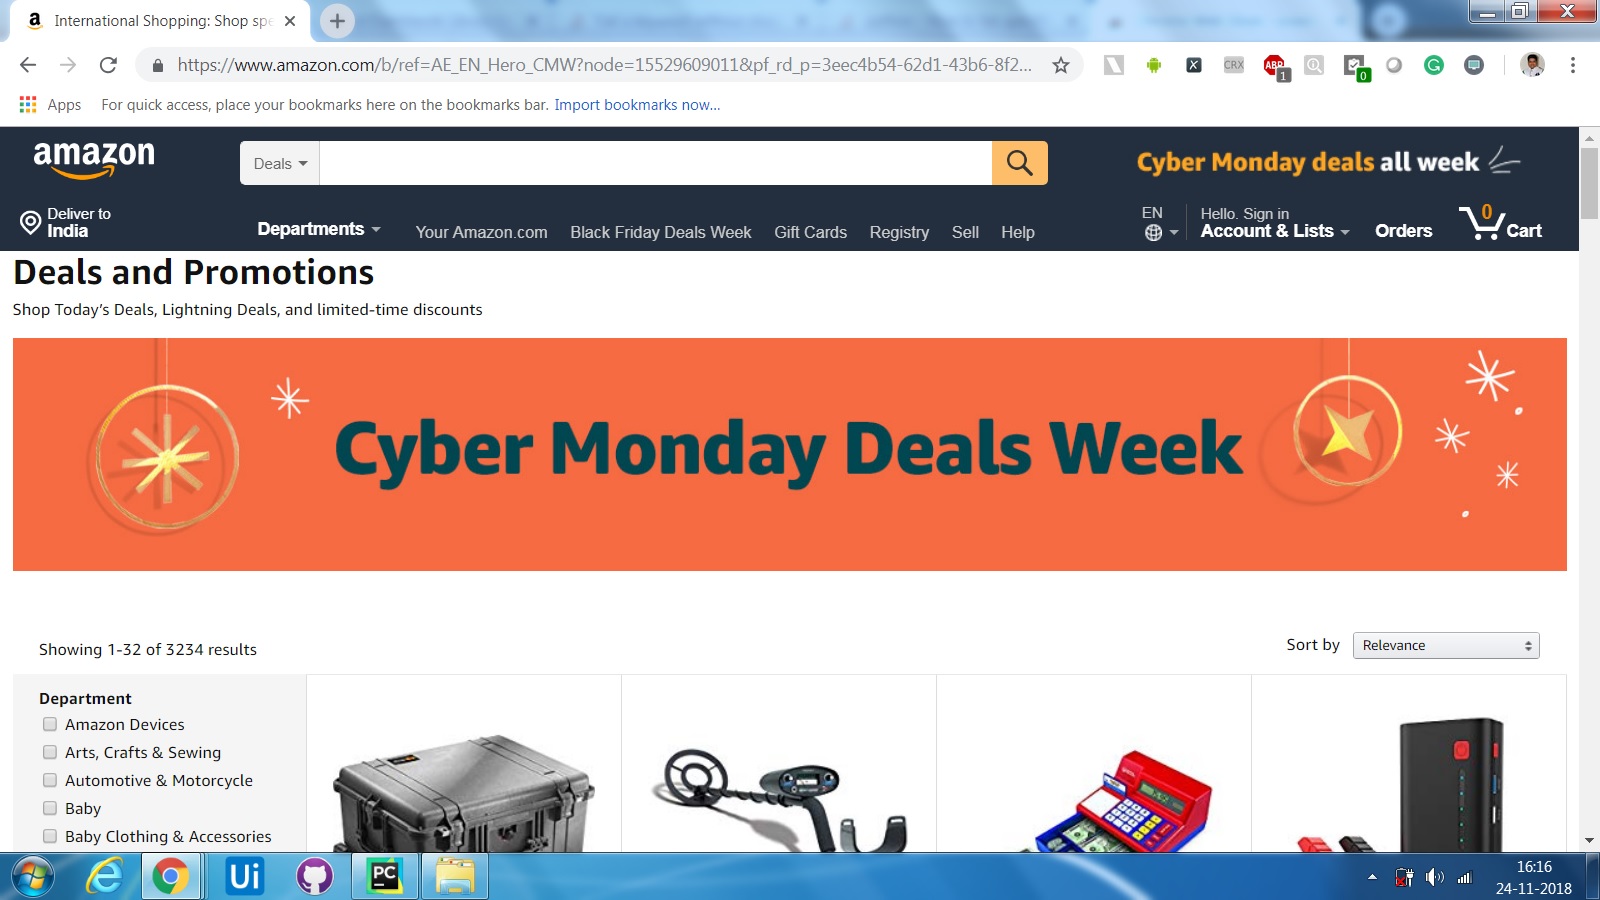 International Shopping: Shop spe
https://www.amazon.com/b/ref=AE_EN_Hero_CMW?node=15529609011&pf_rd_p=3eec4b54-62d1-43b6-8f2...
CRX
ABP
1
0
Apps
For quick access, place your bookmarks here on the bookmarks bar. Import bookmarks now...
amazon
Deals
Cyber Monday deals all week
Deliver to
India
Departments
Your Amazon.com
Black Friday Deals Week
Gift Cards
Registry
Sell
Help
EN
Hello. Sign in
Account & Lists
Orders
0
Cart
Deals and Promotions
Shop Today’s Deals, Lightning Deals, and limited-time discounts
Cyber Monday Deals Week
Showing 1-32 of 3234 results
Sort by
Relevance
Department
Amazon Devices
Arts, Crafts & Sewing
Automotive & Motorcycle
Baby
Baby Clothing & Accessories
Ui
PC
16:16
24-11-2018